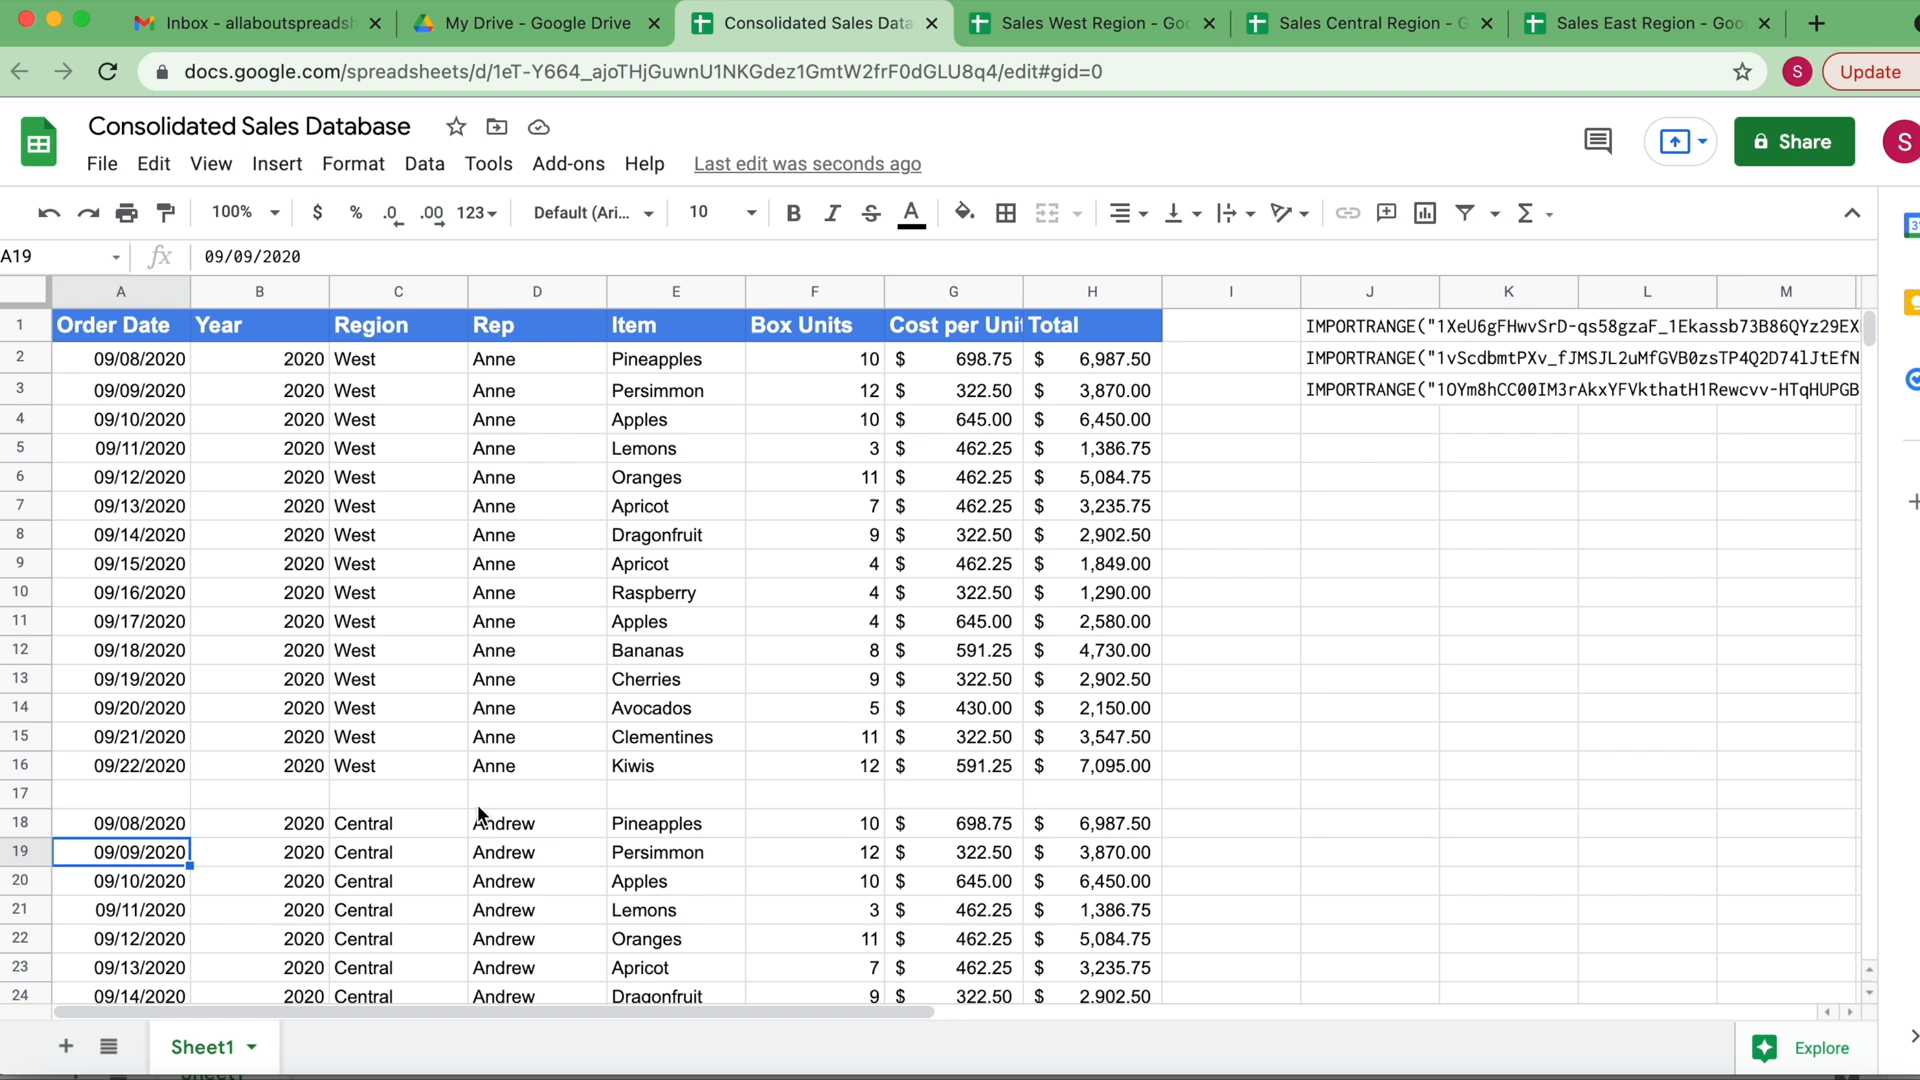 Inbox - allaboutspreadsh
My Drive - Google Drive
Consolidated Sales Data
Sales West Region - Goo
Sales Central Region - G
Sales East Region - Goo
docs.google.com/spreadsheets/d/1eT-Y664_ajoTHjGuwnU1NKGdez1GmtW2frF0dGLU8q4/edit#gid=0
S
Update
Consolidated Sales Database
File Edit View Insert Format Data Tools Add-ons Help Last edit was seconds ago
Share
S
100% $ % .0 .00 123 Default (Ari... 10 B I S A
A19 fx 09/09/2020
A B C D E F G H I J K L M
1 Order Date Year Region Rep Item Box Units Cost per Uni Total IMPORTRANGE("1XeU6gFHwvSrD-qs58gzaF_1Ekassb73B86QYz29EX
2 09/08/2020 2020 West Anne Pineapples 10 $ 698.75 $ 6,987.50 IMPORTRANGE("1vScdbmtPXv_fJMSJL2uMfGVB0zsTP4Q2D74lJtEfN
3 09/09/2020 2020 West Anne Persimmon 12 $ 322.50 $ 3,870.00 IMPORTRANGE("1OYm8hCC00IM3rAkxYFVkthatH1Rewcvv-HTqHUPGB
4 09/10/2020 2020 West Anne Apples 10 $ 645.00 $ 6,450.00
5 09/11/2020 2020 West Anne Lemons 3 $ 462.25 $ 1,386.75
6 09/12/2020 2020 West Anne Oranges 11 $ 462.25 $ 5,084.75
7 09/13/2020 2020 West Anne Apricot 7 $ 462.25 $ 3,235.75
8 09/14/2020 2020 West Anne Dragonfruit 9 $ 322.50 $ 2,902.50
9 09/15/2020 2020 West Anne Apricot 4 $ 462.25 $ 1,849.00
10 09/16/2020 2020 West Anne Raspberry 4 $ 322.50 $ 1,290.00
11 09/17/2020 2020 West Anne Apples 4 $ 645.00 $ 2,580.00
12 09/18/2020 2020 West Anne Bananas 8 $ 591.25 $ 4,730.00
13 09/19/2020 2020 West Anne Cherries 9 $ 322.50 $ 2,902.50
14 09/20/2020 2020 West Anne Avocados 5 $ 430.00 $ 2,150.00
15 09/21/2020 2020 West Anne Clementines 11 $ 322.50 $ 3,547.50
16 09/22/2020 2020 West Anne Kiwis 12 $ 591.25 $ 7,095.00
17
18 09/08/2020 2020 Central Andrew Pineapples 10 $ 698.75 $ 6,987.50
19 09/09/2020 2020 Central Andrew Persimmon 12 $ 322.50 $ 3,870.00
20 09/10/2020 2020 Central Andrew Apples 10 $ 645.00 $ 6,450.00
21 09/11/2020 2020 Central Andrew Lemons 3 $ 462.25 $ 1,386.75
22 09/12/2020 2020 Central Andrew Oranges 11 $ 462.25 $ 5,084.75
23 09/13/2020 2020 Central Andrew Apricot 7 $ 462.25 $ 3,235.75
24 09/14/2020 2020 Central Andrew Dragonfruit 9 $ 322.50 $ 2,902.50
Sheet1
Explore